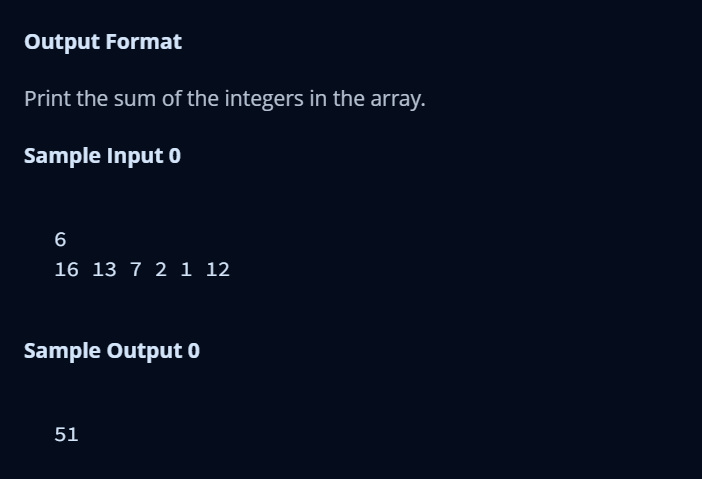 Output Format
Print the sum of the integers in the array.
Sample Input 0
6
16 13 7 2 1 12
Sample Output 0
51